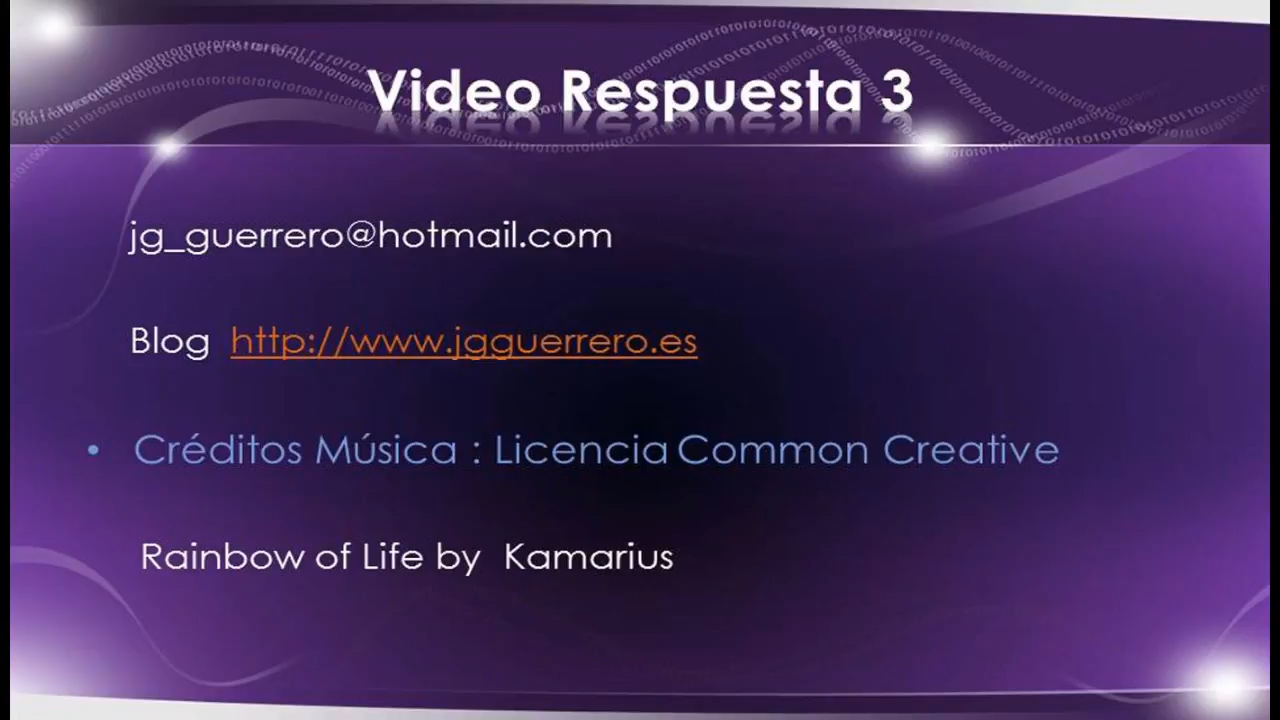 Video Respuesta 3
jg_guerrero@hotmail.com
Blog http://www.jgguerrero.es
• Créditos Música : Licencia Common Creative
Rainbow of Life by Kamarius